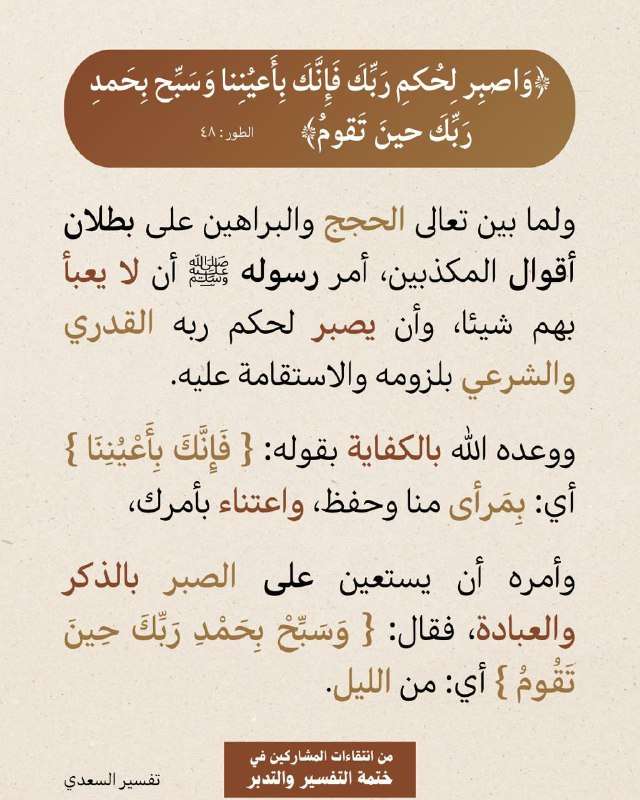 ﴿وَاصبِر لِحُكمِ رَبِّكَ فَإِنَّكَ بِأَعيُنِنا وَسَبِّح بِحَمدِ
رَبِّكَ حينَ تَقومُ﴾ الطور : ٤٨
ولما بين تعالى الحجج والبراهين على بطلان
أقوال المكذبين، أمر رسوله ﷺ أن لا يعبأ
بهم شيئا، وأن يصبر لحكم ربه القدري
والشرعي بلزومه والاستقامة عليه.
ووعده الله بالكفاية بقوله: { فَإِنَّكَ بِأَعْيُنِنَا }
أي: بِمَرأى منا وحفظ، واعتناء بأمرك،
وأمره أن يستعين على الصبر بالذكر
والعبادة، فقال: { وَسَبِّحْ بِحَمْدِ رَبِّكَ حِينَ
تَقُومُ } أي: من الليل.
من انتقاءات المشاركين في
ختمة التفسير والتدبر
تفسير السعدي